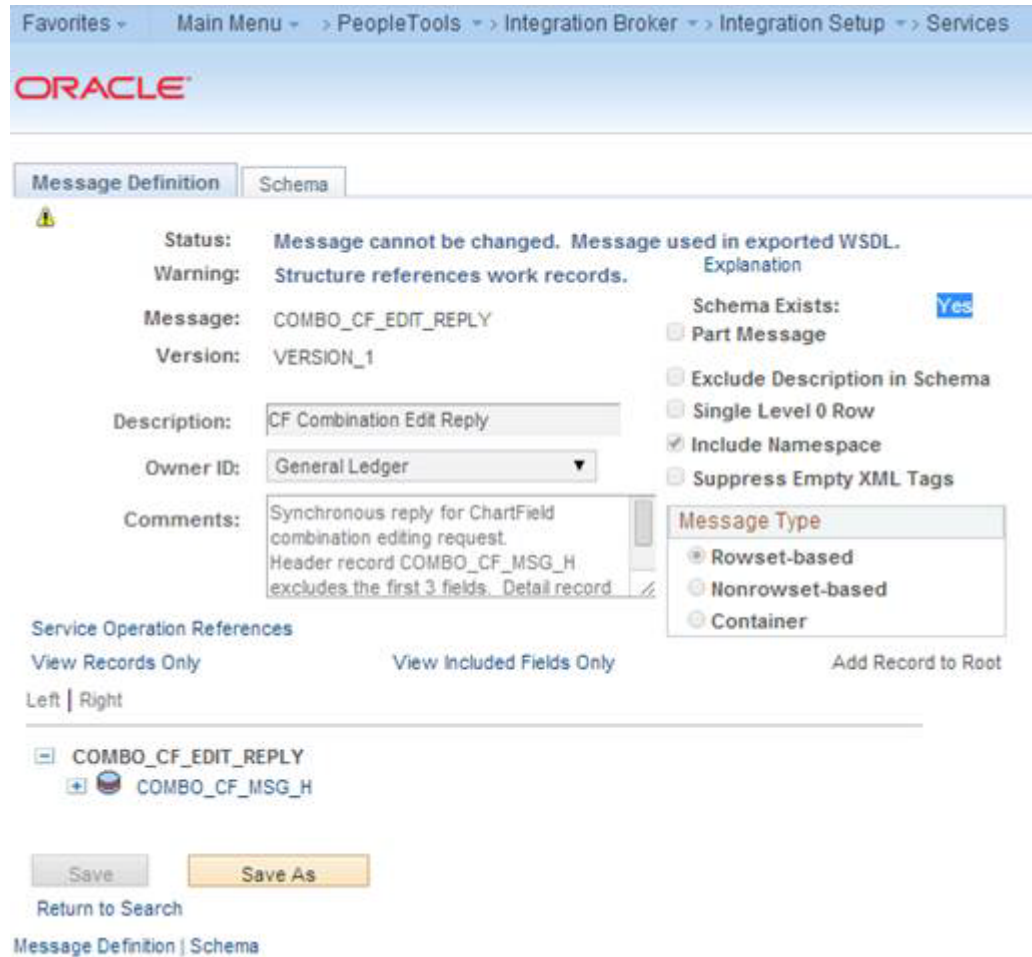 Favorites Main Menu > PeopleTools > Integration Broker > Integration Setup > Services
ORACLE
Message Definition Schema
Status: Message cannot be changed. Message used in exported WSDL.
Explanation
Warning: Structure references work records.
Schema Exists: Yes
Message: COMBO_CF_EDIT_REPLY
Part Message
Version: VERSION_1
Exclude Description in Schema
Description: CF Combination Edit Reply
Single Level 0 Row
Include Namespace
Owner ID: General Ledger
Suppress Empty XML Tags
Comments: Synchronous reply for ChartField
combination editing request.
Header record COMBO_CF_MSG_H
excludes the first 3 fields. Detail record
Message Type
Rowset-based
Nonrowset-based
Container
Service Operation References
View Records Only View Included Fields Only Add Record to Root
Left | Right
COMBO_CF_EDIT_REPLY
COMBO_CF_MSG_H
Save Save As
Return to Search
Message Definition | Schema